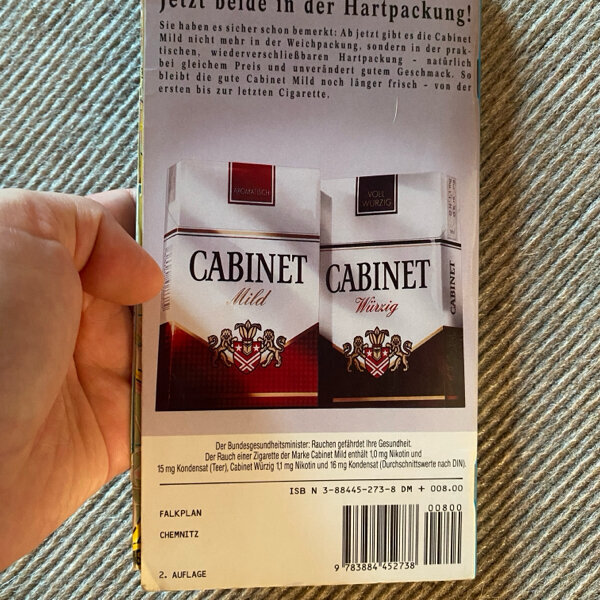 Jetzt beide in der Hartpackung!
Sie haben es sicher schon bemerkt: Ab jetzt gibt es die Cabinet
Mild nicht mehr in der Weichpackung, sondern in der prak-
tischen, wiederverschließbaren Hartpackung - natürlich
bei gleichem Preis und unverändert gutem Geschmack. So
bleibt die gute Cabinet Mild noch länger frisch - von der
ersten bis zur letzten Cigarette.
AROMATISCH
CABINET
Mild
VOLL
WÜRZIG
CABINET
Würzig
CABINET
Der Bundesgesundheitsminister: Rauchen gefährdet Ihre Gesundheit.
Der Rauch einer Zigarette der Marke Cabinet Mild enthält 1,0 mg Nikotin und
15 mg Kondensat (Teer), Cabinet Würzig 1,1 mg Nikotin und 16 mg Kondensat (Durchschnittswerte nach DIN).
ISB N 3-88445-273-8 DM + 008.00
00800
FALKPLAN
CHEMNITZ
2. AUFLAGE
9 783884 452738